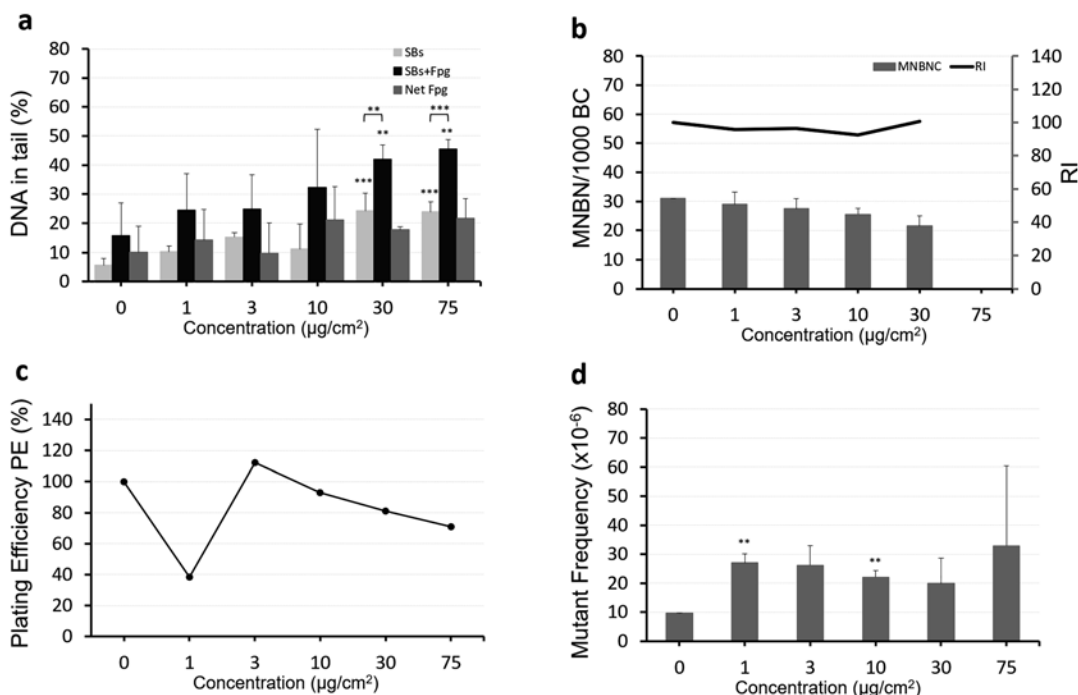 a
SBs
SBs+Fpg
Net Fpg
DNA in tail (%)
80
70
60
50
40
30
20
10
0
** ***
** **
*** ***
0 1 3 10 30 75
Concentration (µg/cm²)
b
MNBNC RI
MNBN/1000 BC
80
70
60
50
40
30
20
10
0
140
120
100
80
60
40
20
0
RI
0 1 3 10 30 75
Concentration (µg/cm²)
c
Plating Efficiency PE (%)
140
120
100
80
60
40
20
0
0 1 3 10 30 75
Concentration (µg/cm²)
d
Mutant Frequency (x10⁻⁶)
80
70
60
50
40
30
20
10
0
** **
0 1 3 10 30 75
Concentration (µg/cm²)